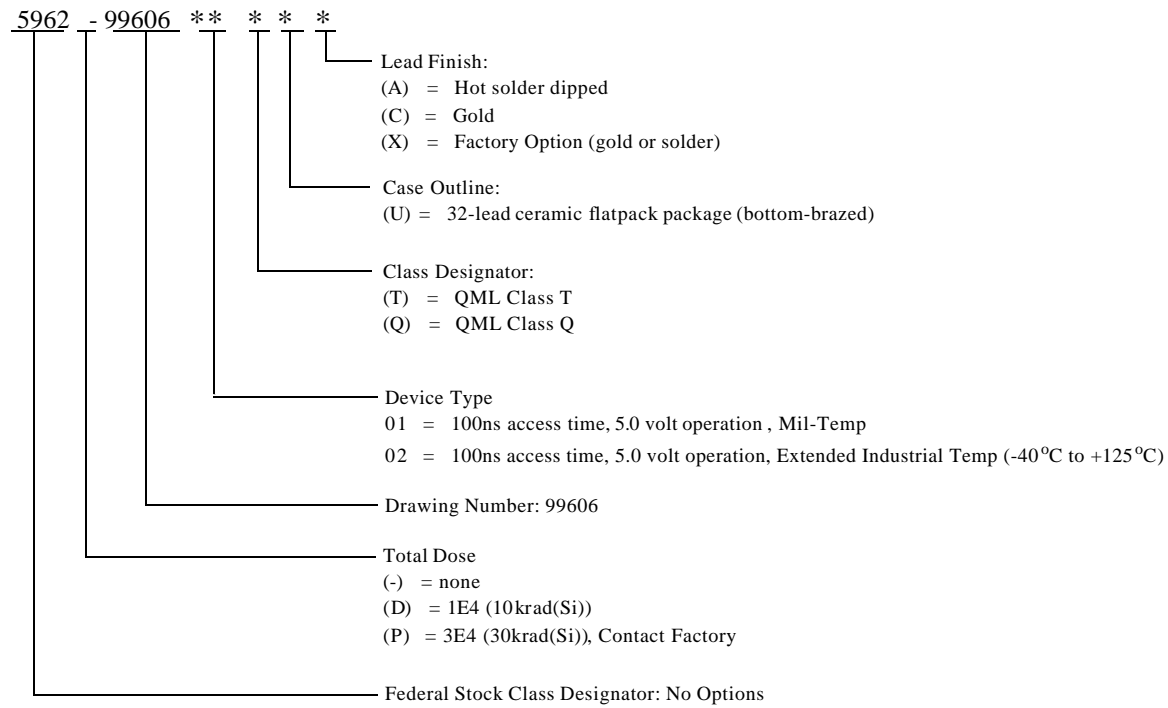 5962 - 99606 ** * * *
Lead Finish:
(A) = Hot solder dipped
(C) = Gold
(X) = Factory Option (gold or solder)
Case Outline:
(U) = 32-lead ceramic flatpack package (bottom-brazed)
Class Designator:
(T) = QML Class T
(Q) = QML Class Q
Device Type
01 = 100ns access time, 5.0 volt operation , Mil-Temp
02 = 100ns access time, 5.0 volt operation, Extended Industrial Temp (-40°C to +125°C)
Drawing Number: 99606
Total Dose
(-) = none
(D) = 1E4 (10krad(Si))
(P) = 3E4 (30krad(Si)), Contact Factory
Federal Stock Class Designator: No Options